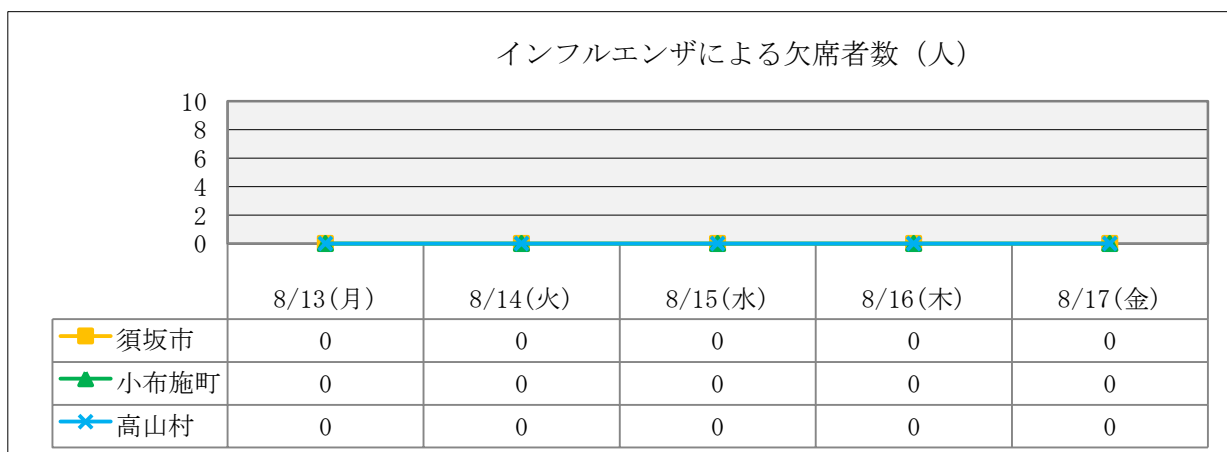 インフルエンザによる欠席者数（人）
10
8
6
4
2
0
8/13(月) 8/14(火) 8/15(水) 8/16(木) 8/17(金)
須坂市 0 0 0 0 0
小布施町 0 0 0 0 0
高山村 0 0 0 0 0